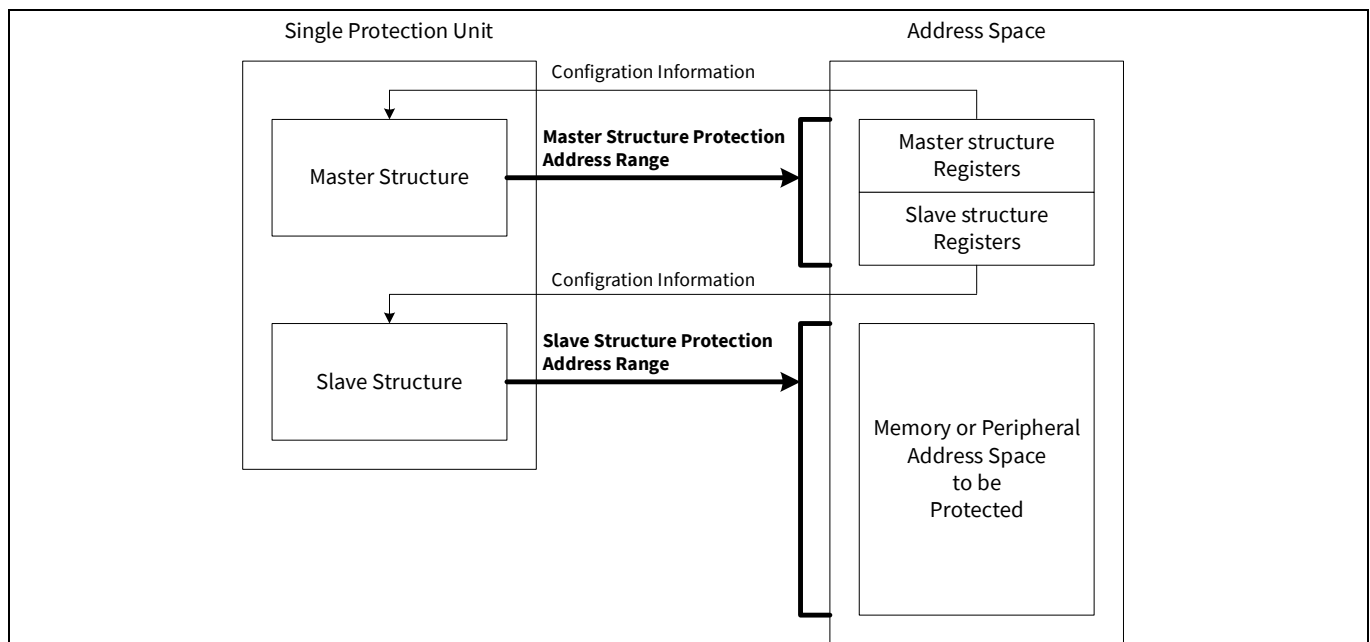 Single Protection Unit
Address Space
Configration Information
Master Structure
Master Structure Protection
Address Range
Master structure
Registers
Slave structure
Registers
Configration Information
Slave Structure
Slave Structure Protection
Address Range
Memory or Peripheral
Address Space
to be
Protected